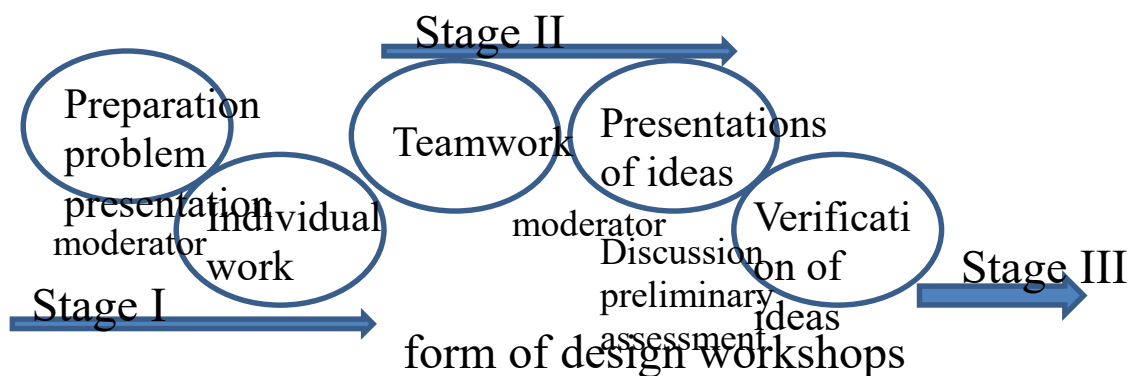 Stage II
Preparation
problem
presentation
moderator
Individual
work
Stage I
Teamwork
Presentations
of ideas
moderator
Discussion
preliminary
assessment
Verificati
on of
ideas
Stage III
form of design workshops